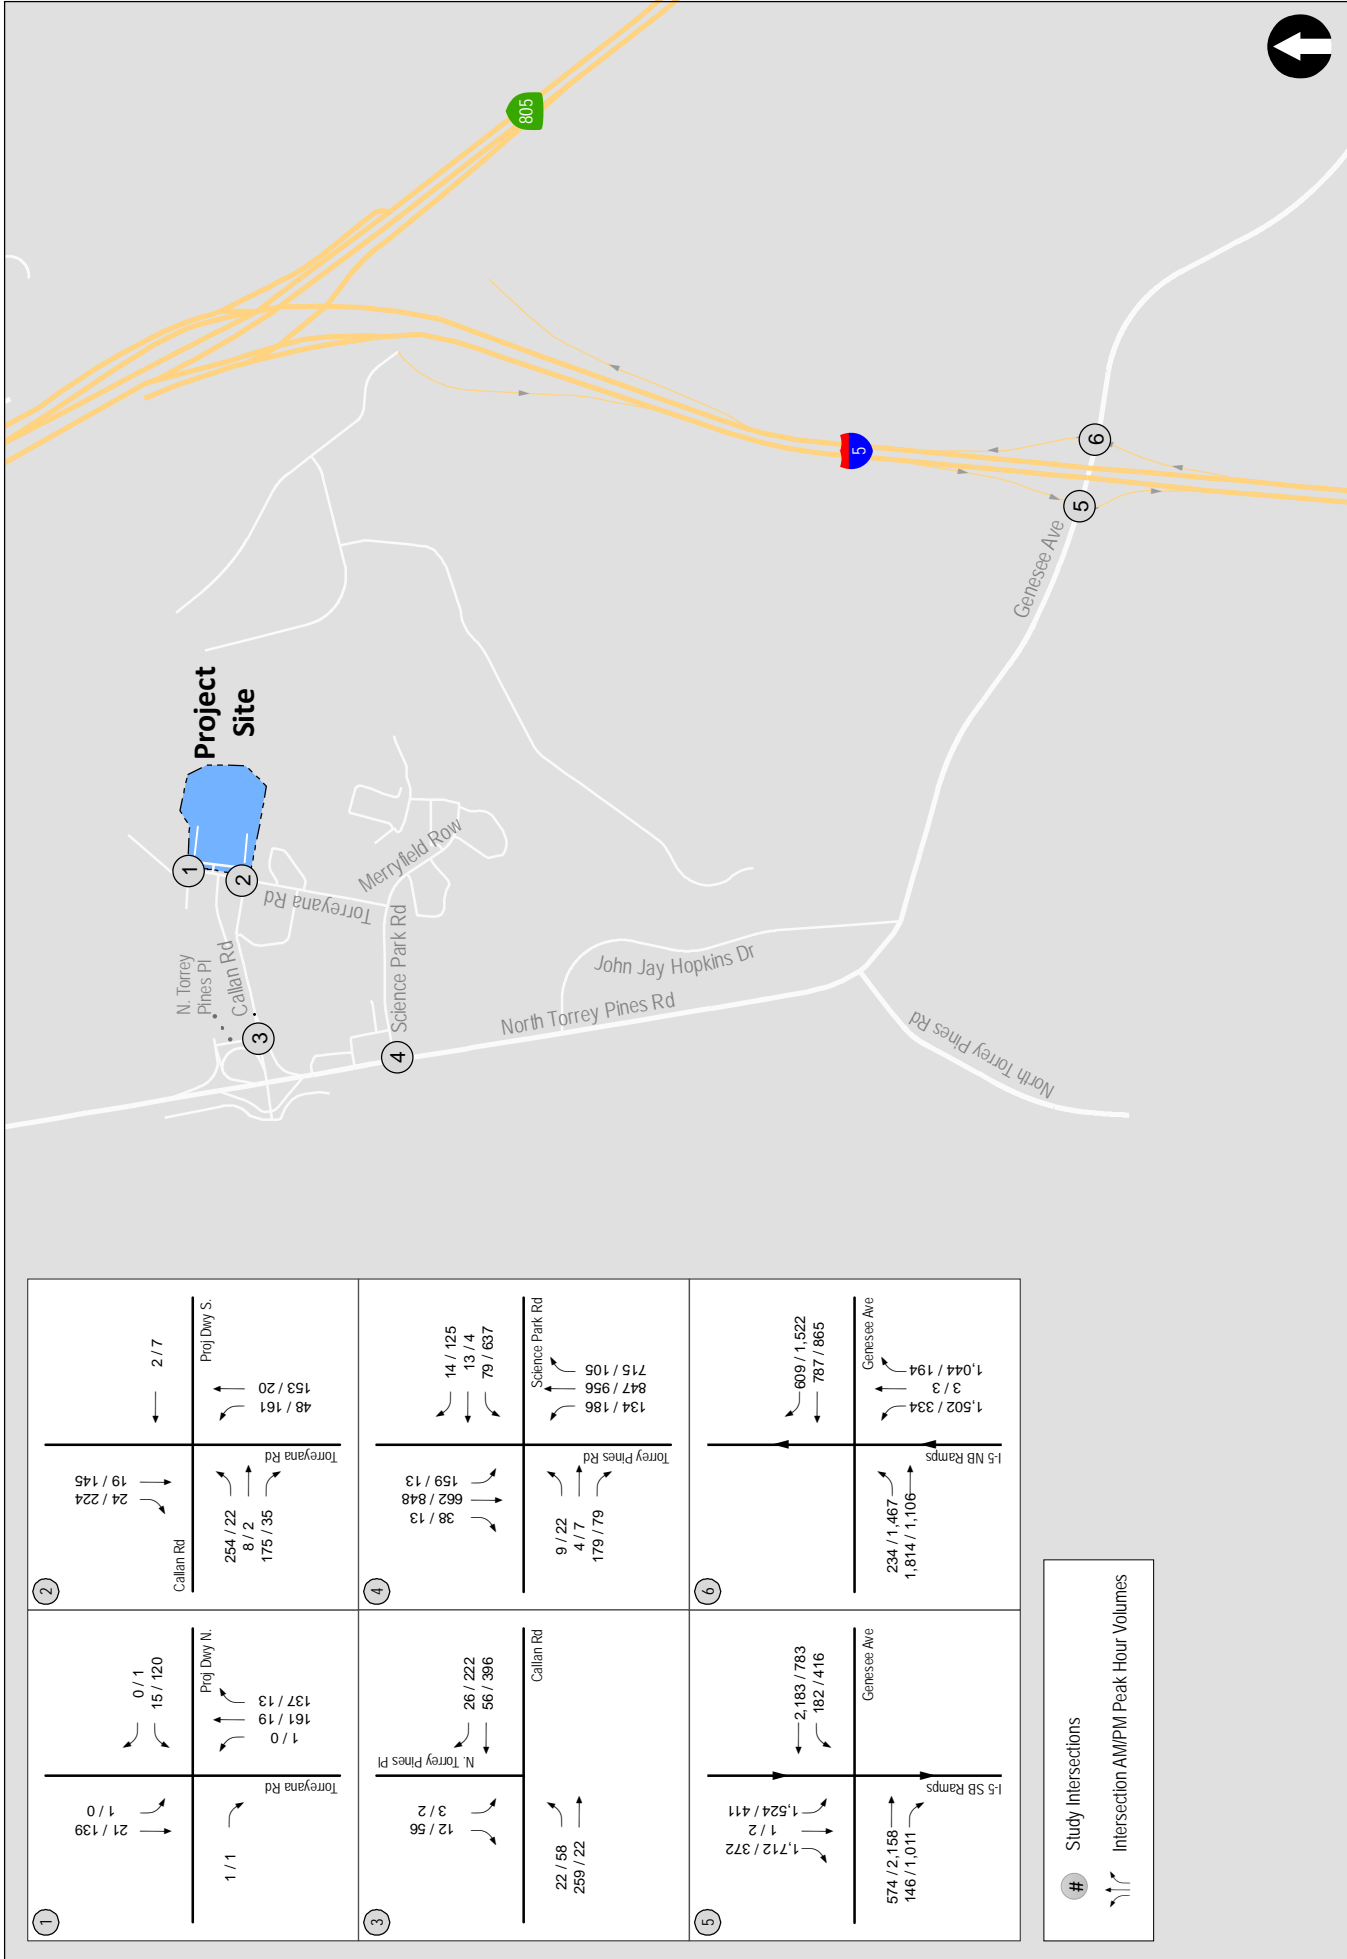 1
0 / 1
15 / 120
21 / 139
1 / 0
Proj Dwy N.
1 / 1
Torreyana Rd
1 / 0
161 / 19
137 / 13
2
2 / 7
24 / 224
19 / 145
Callan Rd
Proj Dwy S.
254 / 22
8 / 2
175 / 35
Torreyana Rd
48 / 161
153 / 20
3
26 / 222
56 / 396
12 / 56
3 / 2
N. Torrey Pines Pl
Callan Rd
22 / 58
259 / 22
4
14 / 125
13 / 4
79 / 637
38 / 13
662 / 848
159 / 13
Science Park Rd
9 / 22
4 / 7
179 / 79
Torrey Pines Rd
134 / 186
847 / 956
715 / 105
5
2,183 / 783
182 / 416
1,712 / 372
1 / 2
1,524 / 411
Genesee Ave
574 / 2,158
146 / 1,011
I-5 SB Ramps
6
609 / 1,522
787 / 865
Genesee Ave
234 / 1,467
1,814 / 1,106
I-5 NB Ramps
1,502 / 334
3 / 3
1,044 / 194
# Study Intersections
Intersection AM/PM Peak Hour Volumes
Project
Site
1
2
3
4
5
6
N. Torrey
Pines Pl
Callan Rd
Torreyana Rd
Merryfield Row
Science Park Rd
North Torrey Pines Rd
John Jay Hopkins Dr
North Torrey Pines Rd
Genesee Ave
5
805